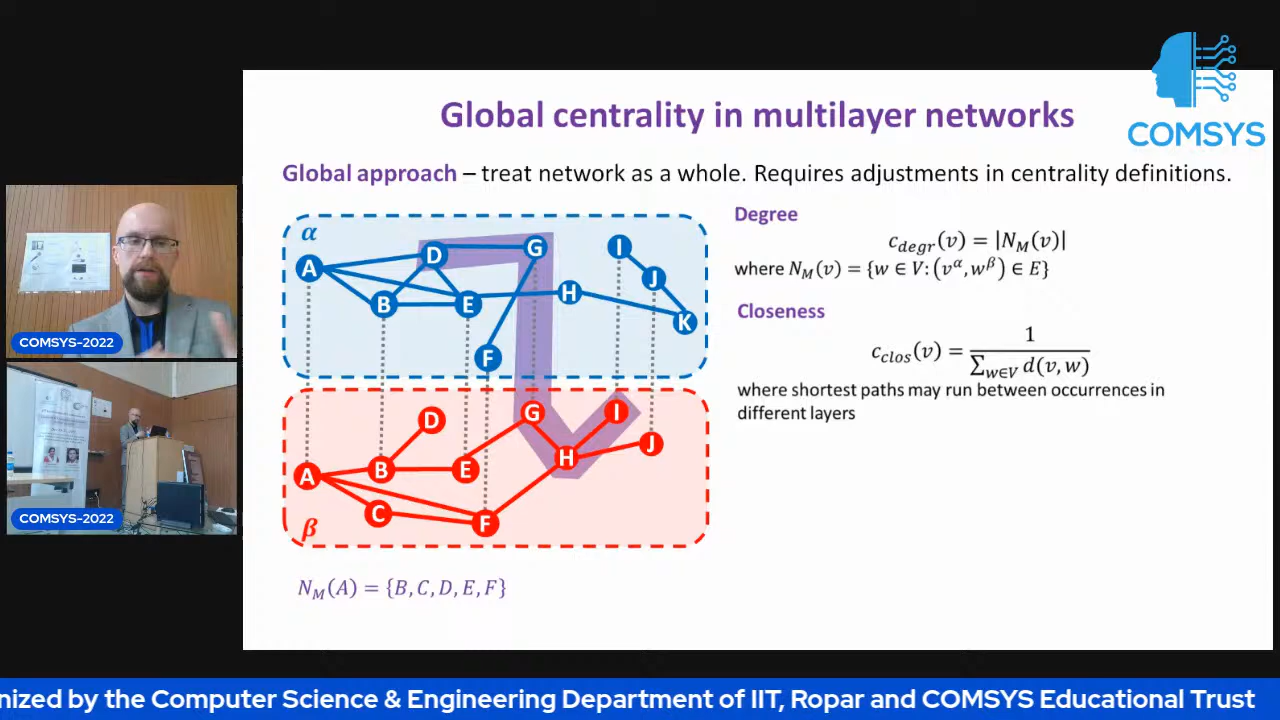 COMSYS
Global centrality in multilayer networks
Global approach – treat network as a whole. Requires adjustments in centrality definitions.
α
A
D
G
I
J
B
E
H
K
F
β
D
G
I
A
B
E
H
J
C
F
N_M(A) = {B, C, D, E, F}
Degree
c_degr(v) = |N_M(v)|
where N_M(v) = {w ∈ V: (v^α, w^β) ∈ E}
Closeness
c_clos(v) = 1 / ∑_{w∈V} d(v, w)
where shortest paths may run between occurrences in
different layers
COMSYS-2022
COMSYS-2022
nized by the Computer Science & Engineering Department of IIT, Ropar and COMSYS Educational Trust